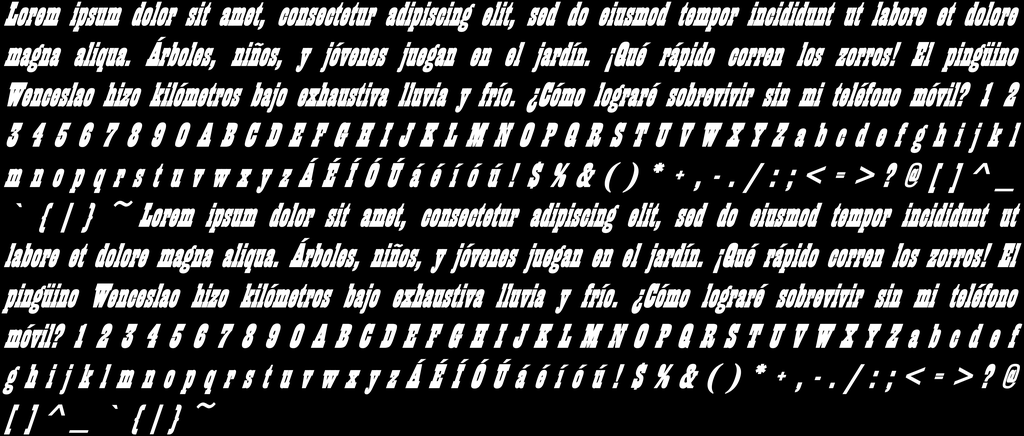 Lorem ipsum dolor sit amet, consectetur adipiscing elit, sed do eiusmod tempor incididunt ut labore et dolore
magna aliqua. Árboles, niños, y jóvenes juegan en el jardín. ¡Qué rápido corren los zorros! El pingüino
Wenceslao hizo kilómetros bajo exhaustiva lluvia y frío. ¿Cómo lograré sobrevivir sin mi teléfono móvil? 1 2
3 4 5 6 7 8 9 0 A B C D E F G H I J K L M N O P Q R S T U V W X Y Z a b c d e f g h i j k l
m n o p q r s t u v w x y z Á É Í Ó Ú á é í ó ú ! $ % & ( ) * + , - . / : ; < = > ? @ [ ] ^ _
` { | } ~ Lorem ipsum dolor sit amet, consectetur adipiscing elit, sed do eiusmod tempor incididunt ut
labore et dolore magna aliqua. Árboles, niños, y jóvenes juegan en el jardín. ¡Qué rápido corren los zorros! El
pingüino Wenceslao hizo kilómetros bajo exhaustiva lluvia y frío. ¿Cómo lograré sobrevivir sin mi teléfono
móvil? 1 2 3 4 5 6 7 8 9 0 A B C D E F G H I J K L M N O P Q R S T U V W X Y Z a b c d e f
g h i j k l m n o p q r s t u v w x y z Á É Í Ó Ú á é í ó ú ! $ % & ( ) * + , - . / : ; < = > ? @
[ ] ^ _ ` { | } ~